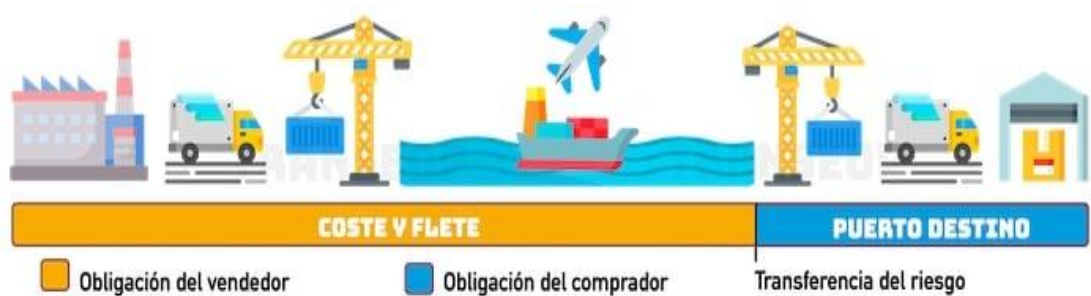 COSTE Y FLETE
PUERTO DESTINO
Obligación del vendedor
Obligación del comprador
Transferencia del riesgo